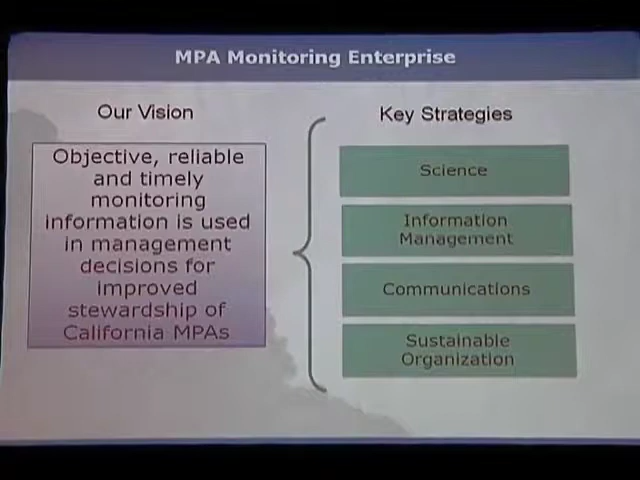 MPA Monitoring Enterprise
Our Vision
Objective, reliable
and timely
monitoring
information is used
in management
decisions for
improved
stewardship of
California MPAs
Key Strategies
Science
Information
Management
Communications
Sustainable
Organization